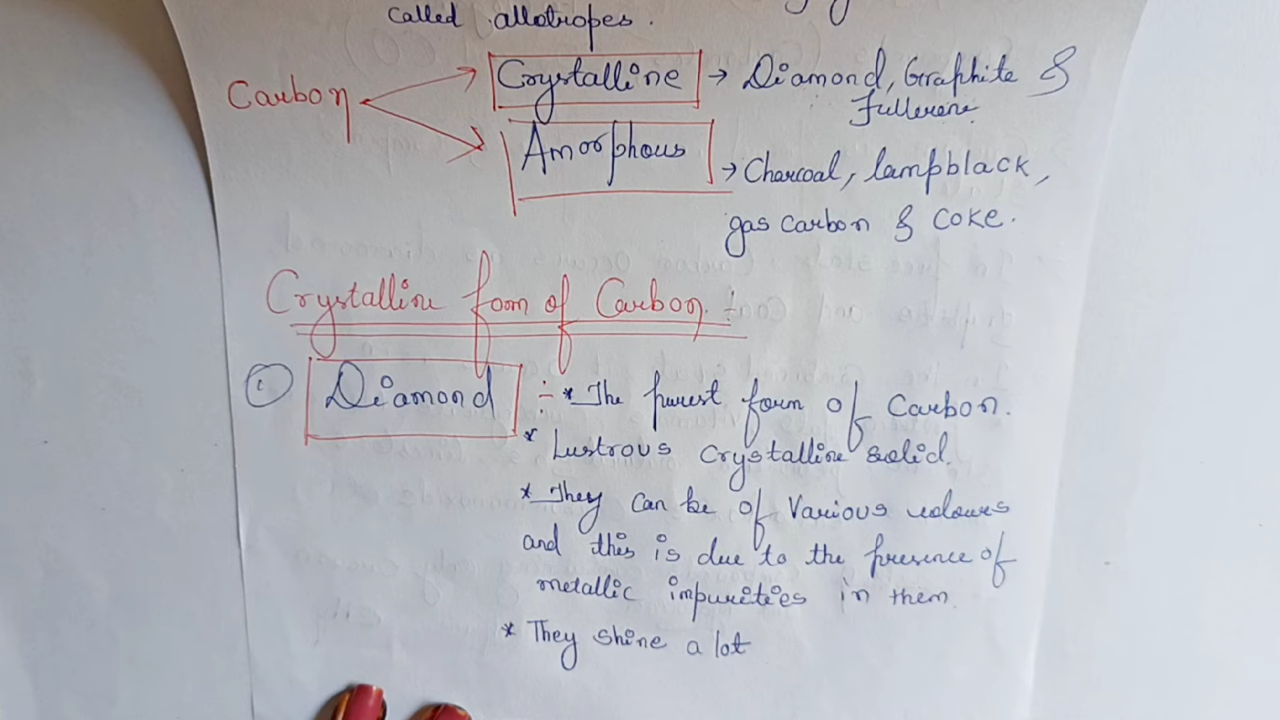 called allotropes.
Carbon
Crystalline → Diamond, Graphite &
Fullerene.
Amorphous
→ Charcoal, lampblack,
gas carbon & coke.
Crystalline form of Carbon :
① Diamond ÷ * The purest form of Carbon.
* Lustrous crystalline solid.
* They can be of various colours
and this is due to the presence of
metallic impurities in them.
* They shine a lot